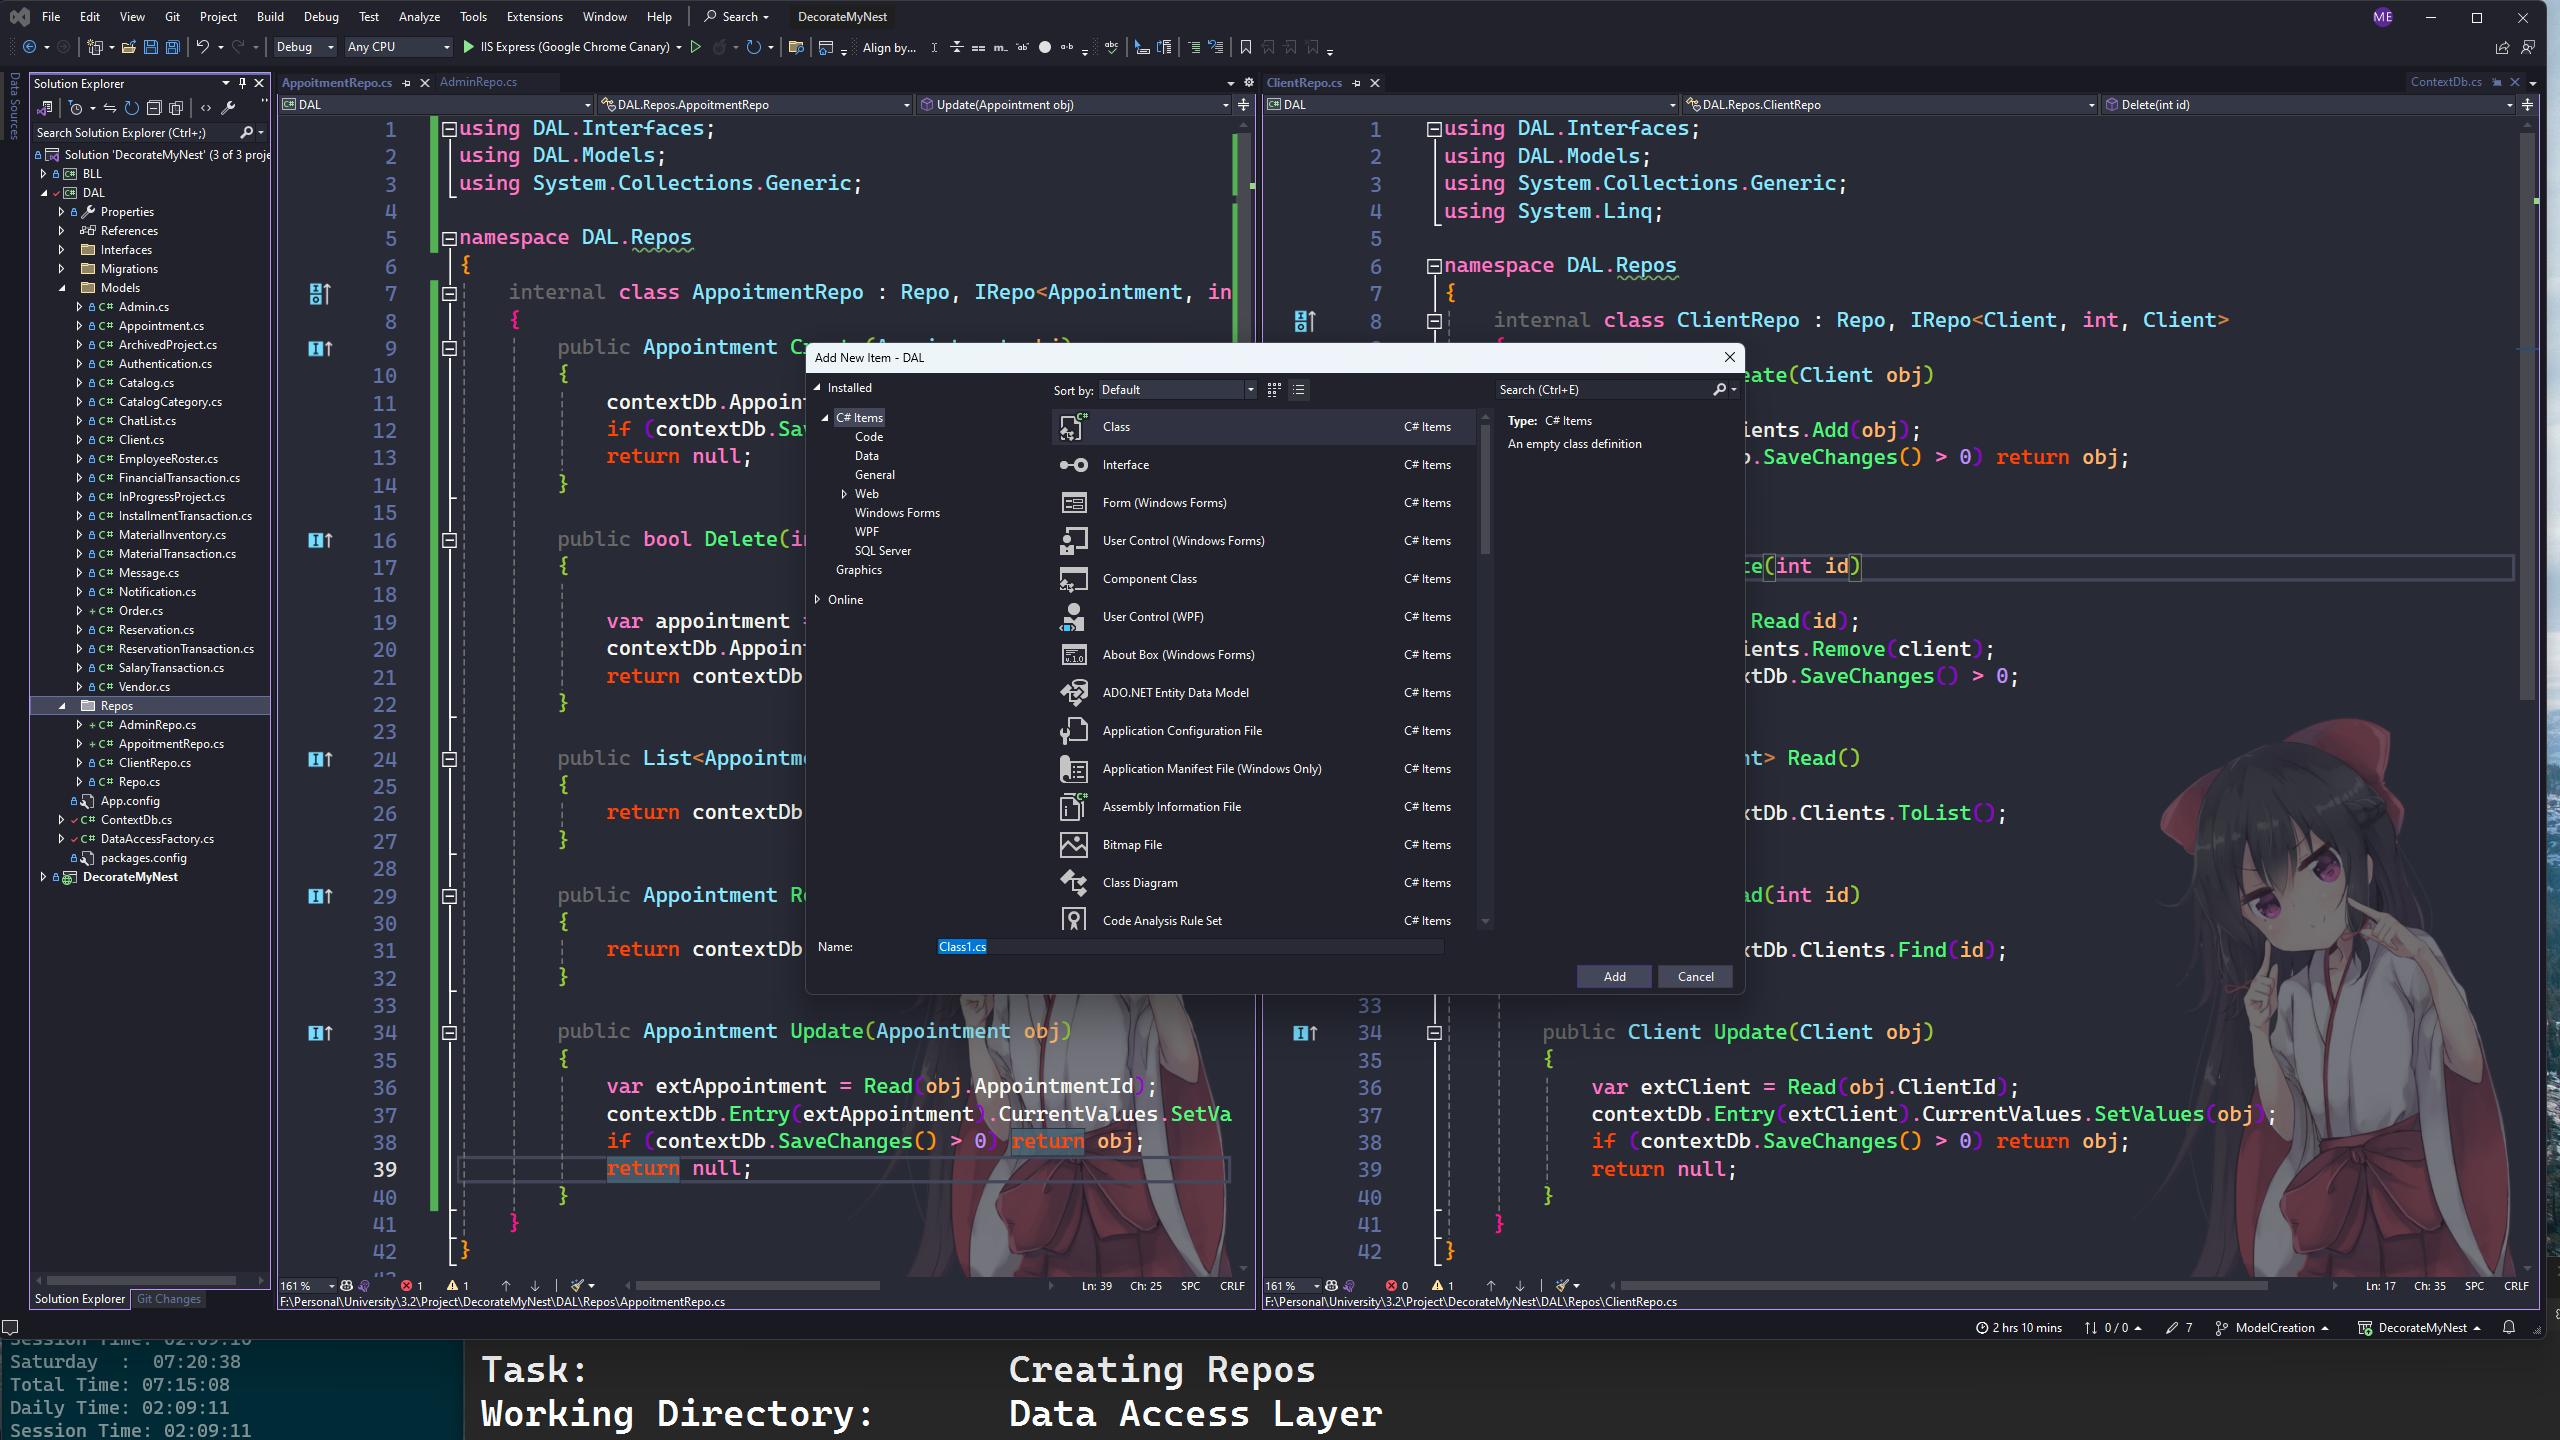 File Edit View Git Project Build Debug Test Analyze Tools Extensions Window Help Search DecorateMyNest ME
Debug Any CPU IIS Express (Google Chrome Canary) Align by...
Data Sources
Solution Explorer
Search Solution Explorer (Ctrl+;)
Solution 'DecorateMyNest' (3 of 3 proje
BLL
DAL
Properties
References
Interfaces
Migrations
Models
Admin.cs
Appointment.cs
ArchivedProject.cs
Authentication.cs
Catalog.cs
CatalogCategory.cs
ChatList.cs
Client.cs
EmployeeRoster.cs
FinancialTransaction.cs
InProgressProject.cs
InstallmentTransaction.cs
MaterialInventory.cs
MaterialTransaction.cs
Message.cs
Notification.cs
Order.cs
Reservation.cs
ReservationTransaction.cs
SalaryTransaction.cs
Vendor.cs
Repos
AdminRepo.cs
AppoitmentRepo.cs
ClientRepo.cs
Repo.cs
App.config
ContextDb.cs
DataAccessFactory.cs
packages.config
DecorateMyNest
Solution Explorer Git Changes
AppoitmentRepo.cs AdminRepo.cs
DAL DAL.Repos.AppoitmentRepo Update(Appointment obj)
1 using DAL.Interfaces;
2 using DAL.Models;
3 using System.Collections.Generic;
4
5 namespace DAL.Repos
6 {
7 internal class AppoitmentRepo : Repo, IRepo<Appointment, in
8 {
9 public Appointment C
10 {
11 contextDb.Appoin
12 if (contextDb.Sa
13 return null;
14 }
15
16 public bool Delete(i
17 {
18
19 var appointment =
20 contextDb.Appoin
21 return contextDb
22 }
23
24 public List<Appointm
25 {
26 return contextDb
27 }
28
29 public Appointment R
30 {
31 return contextDb
32 }
33
34 public Appointment Update(Appointment obj)
35 {
36 var extAppointment = Read(obj.AppointmentId);
37 contextDb.Entry(extAppointment).CurrentValues.SetVa
38 if (contextDb.SaveChanges() > 0) return obj;
39 return null;
40 }
41 }
42 }
161 % 1 1 Ln: 39 Ch: 25 SPC CRLF
F:\Personal\University\3.2\Project\DecorateMyNest\DAL\Repos\AppoitmentRepo.cs
Add New Item - DAL
Installed
C# Items
Code
Data
General
Web
Windows Forms
WPF
SQL Server
Graphics
Online
Sort by: Default
Class C# Items
Interface C# Items
Form (Windows Forms) C# Items
User Control (Windows Forms) C# Items
Component Class C# Items
User Control (WPF) C# Items
About Box (Windows Forms) C# Items
ADO.NET Entity Data Model C# Items
Application Configuration File C# Items
Application Manifest File (Windows Only) C# Items
Assembly Information File C# Items
Bitmap File C# Items
Class Diagram C# Items
Code Analysis Rule Set C# Items
Search (Ctrl+E)
Type: C# Items
An empty class definition
Name: Class1.cs
Add Cancel
ClientRepo.cs ContextDb.cs
DAL DAL.Repos.ClientRepo Delete(int id)
1 using DAL.Interfaces;
2 using DAL.Models;
3 using System.Collections.Generic;
4 using System.Linq;
5
6 namespace DAL.Repos
7 {
8 internal class ClientRepo : Repo, IRepo<Client, int, Client>
eate(Client obj)
ients.Add(obj);
b.SaveChanges() > 0) return obj;
te(int id)
Read(id);
ients.Remove(client);
xtDb.SaveChanges() > 0;
nt> Read()
xtDb.Clients.ToList();
ad(int id)
xtDb.Clients.Find(id);
33
34 public Client Update(Client obj)
35 {
36 var extClient = Read(obj.ClientId);
37 contextDb.Entry(extClient).CurrentValues.SetValues(obj);
38 if (contextDb.SaveChanges() > 0) return obj;
39 return null;
40 }
41 }
42 }
161 % 0 1 Ln: 17 Ch: 35 SPC CRLF
F:\Personal\University\3.2\Project\DecorateMyNest\DAL\Repos\ClientRepo.cs
2 hrs 10 mins 0 / 0 7 ModelCreation DecorateMyNest
Session Time: 02:09:10
Saturday : 07:20:38
Total Time: 07:15:08
Daily Time: 02:09:11
Session Time: 02:09:11
Task: Creating Repos
Working Directory: Data Access Layer